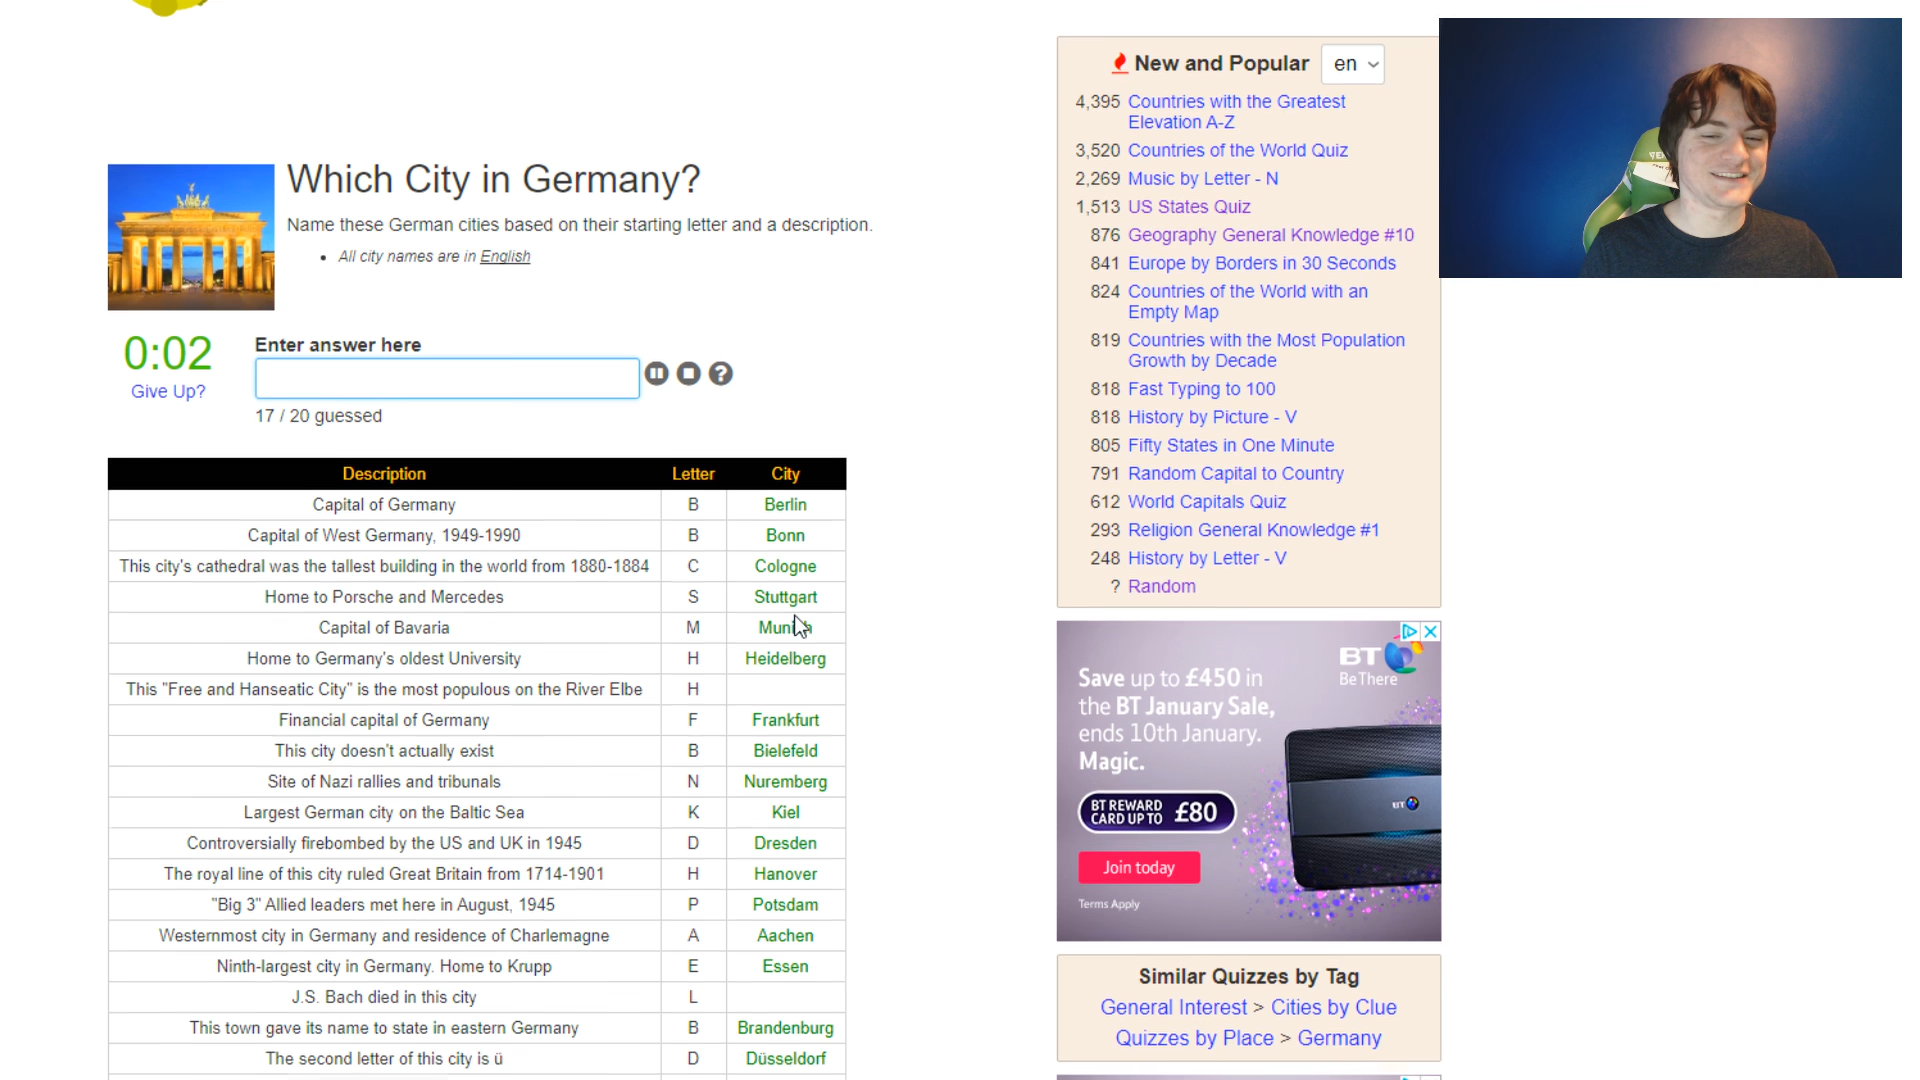 Which City in Germany?
Name these German cities based on their starting letter and a description.
• All city names are in English
0:02
Give Up?
Enter answer here
17 / 20 guessed
Description Letter City
Capital of Germany B Berlin
Capital of West Germany, 1949-1990 B Bonn
This city's cathedral was the tallest building in the world from 1880-1884 C Cologne
Home to Porsche and Mercedes S Stuttgart
Capital of Bavaria M Munich
Home to Germany's oldest University H Heidelberg
This "Free and Hanseatic City" is the most populous on the River Elbe H
Financial capital of Germany F Frankfurt
This city doesn't actually exist B Bielefeld
Site of Nazi rallies and tribunals N Nuremberg
Largest German city on the Baltic Sea K Kiel
Controversially firebombed by the US and UK in 1945 D Dresden
The royal line of this city ruled Great Britain from 1714-1901 H Hanover
"Big 3" Allied leaders met here in August, 1945 P Potsdam
Westernmost city in Germany and residence of Charlemagne A Aachen
Ninth-largest city in Germany. Home to Krupp E Essen
J.S. Bach died in this city L
This town gave its name to state in eastern Germany B Brandenburg
The second letter of this city is ü D Düsseldorf
New and Popular en
4,395 Countries with the Greatest
Elevation A-Z
3,520 Countries of the World Quiz
2,269 Music by Letter - N
1,513 US States Quiz
876 Geography General Knowledge #10
841 Europe by Borders in 30 Seconds
824 Countries of the World with an
Empty Map
819 Countries with the Most Population
Growth by Decade
818 Fast Typing to 100
818 History by Picture - V
805 Fifty States in One Minute
791 Random Capital to Country
612 World Capitals Quiz
293 Religion General Knowledge #1
248 History by Letter - V
? Random
BT
Be There
Save up to £450 in
the BT January Sale,
ends 10th January.
Magic.
BT REWARD
CARD UP TO £80
BT
Join today
Terms Apply
Similar Quizzes by Tag
General Interest > Cities by Clue
Quizzes by Place > Germany